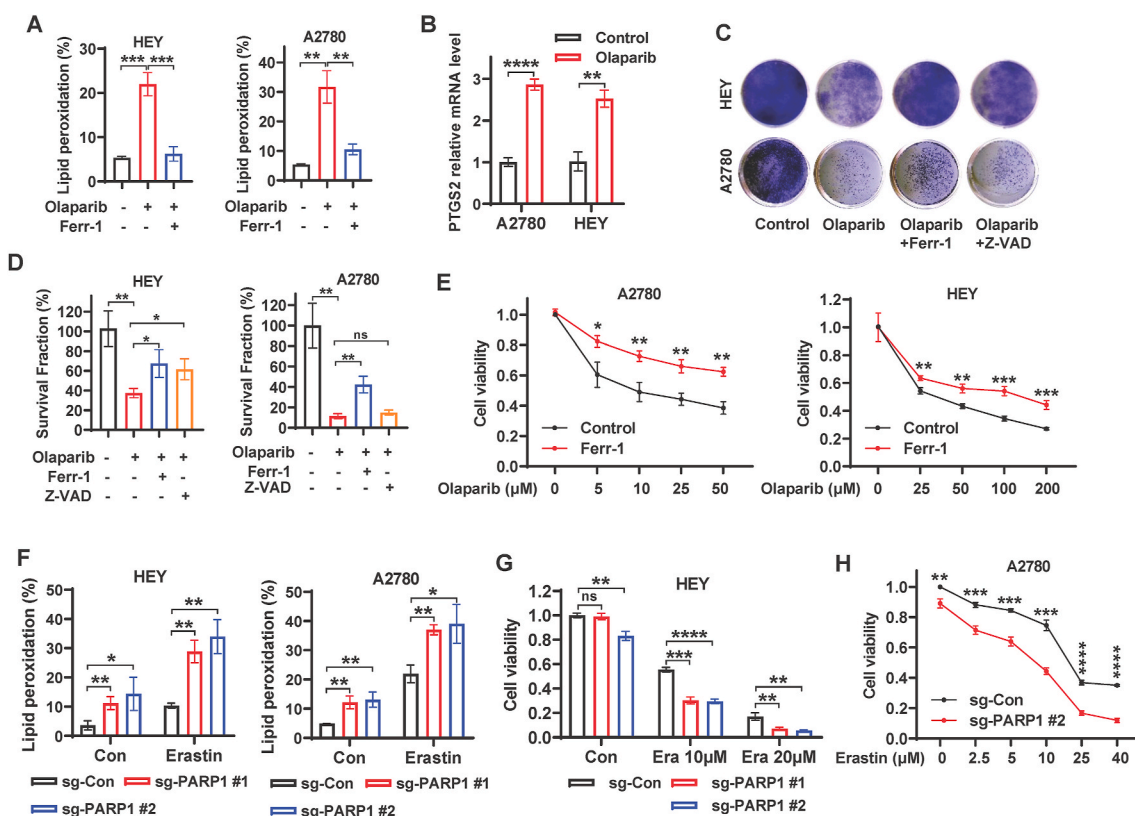 A
HEY
Lipid peroxidation (%)
30
20
10
0
***
***
Olaparib - + +
Ferr-1 - - +
A2780
Lipid peroxidation (%)
50
40
30
20
10
0
**
**
Olaparib - + +
Ferr-1 - - +
B
Control
Olaparib
PTGS2 relative mRNA level
4
3
2
1
0
****
**
A2780 HEY
C
HEY
A2780
Control Olaparib Olaparib Olaparib
+Ferr-1 +Z-VAD
D
HEY
Survival Fraction (%)
120
100
80
60
40
20
0
**
*
*
Olaparib - + + +
Ferr-1 - - + -
Z-VAD - - - +
A2780
Survival Fraction (%)
120
100
80
60
40
20
0
**
ns
**
Olaparib - + + +
Ferr-1 - - + -
Z-VAD - - - +
E
A2780
Cell viability
1.2
1.0
0.8
0.6
0.4
0.2
0.0
* ** ** **
Control
Ferr-1
Olaparib (μM) 0 5 10 25 50
HEY
Cell viability
1.2
1.0
0.8
0.6
0.4
0.2
0.0
** ** *** ***
Control
Ferr-1
Olaparib (μM) 0 25 50 100 200
F
HEY
Lipid peroxidation (%)
50
40
30
20
10
0
*
**
**
**
Con Erastin
sg-Con sg-PARP1 #1
sg-PARP1 #2
A2780
Lipid peroxidation (%)
50
40
30
20
10
0
**
**
*
**
Con Erastin
sg-Con sg-PARP1 #1
sg-PARP1 #2
G
HEY
Cell viability
1.2
1.0
0.8
0.6
0.4
0.2
0.0
**
ns
****
***
**
**
Con Era 10μM Era 20μM
sg-Con sg-PARP1 #1
sg-PARP1 #2
H
A2780
Cell viability
1.0
0.8
0.6
0.4
0.2
0.0
** *** *** *** **** ****
sg-Con
sg-PARP1 #2
Erastin (μM) 0 2.5 5 10 25 40